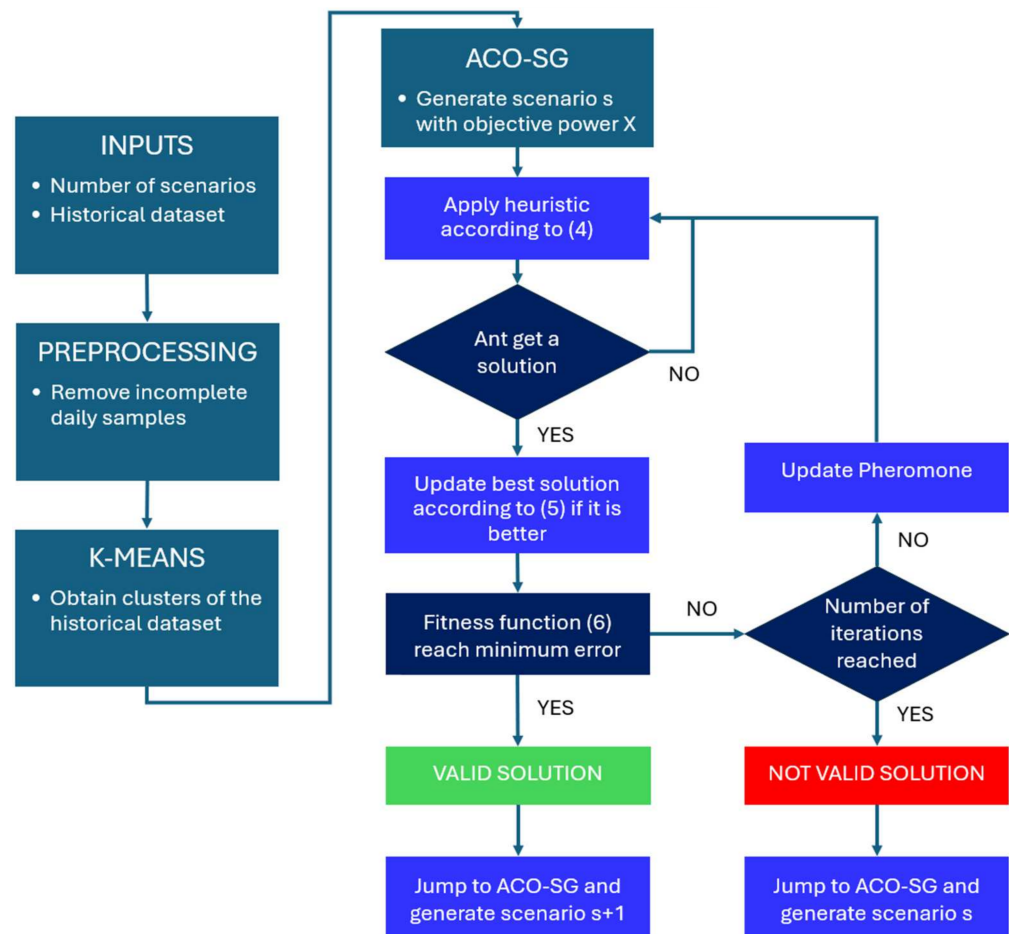 INPUTS
• Number of scenarios
• Historical dataset
PREPROCESSING
• Remove incomplete
daily samples
K-MEANS
• Obtain clusters of the
historical dataset
ACO-SG
• Generate scenario s
with objective power X
Apply heuristic
according to (4)
Ant get a
solution
NO
YES
Update best solution
according to (5) if it is
better
Fitness function (6)
reach minimum error
NO
YES
VALID SOLUTION
Jump to ACO-SG and
generate scenario s+1
Update Pheromone
NO
Number of
iterations
reached
YES
NOT VALID SOLUTION
Jump to ACO-SG and
generate scenario s